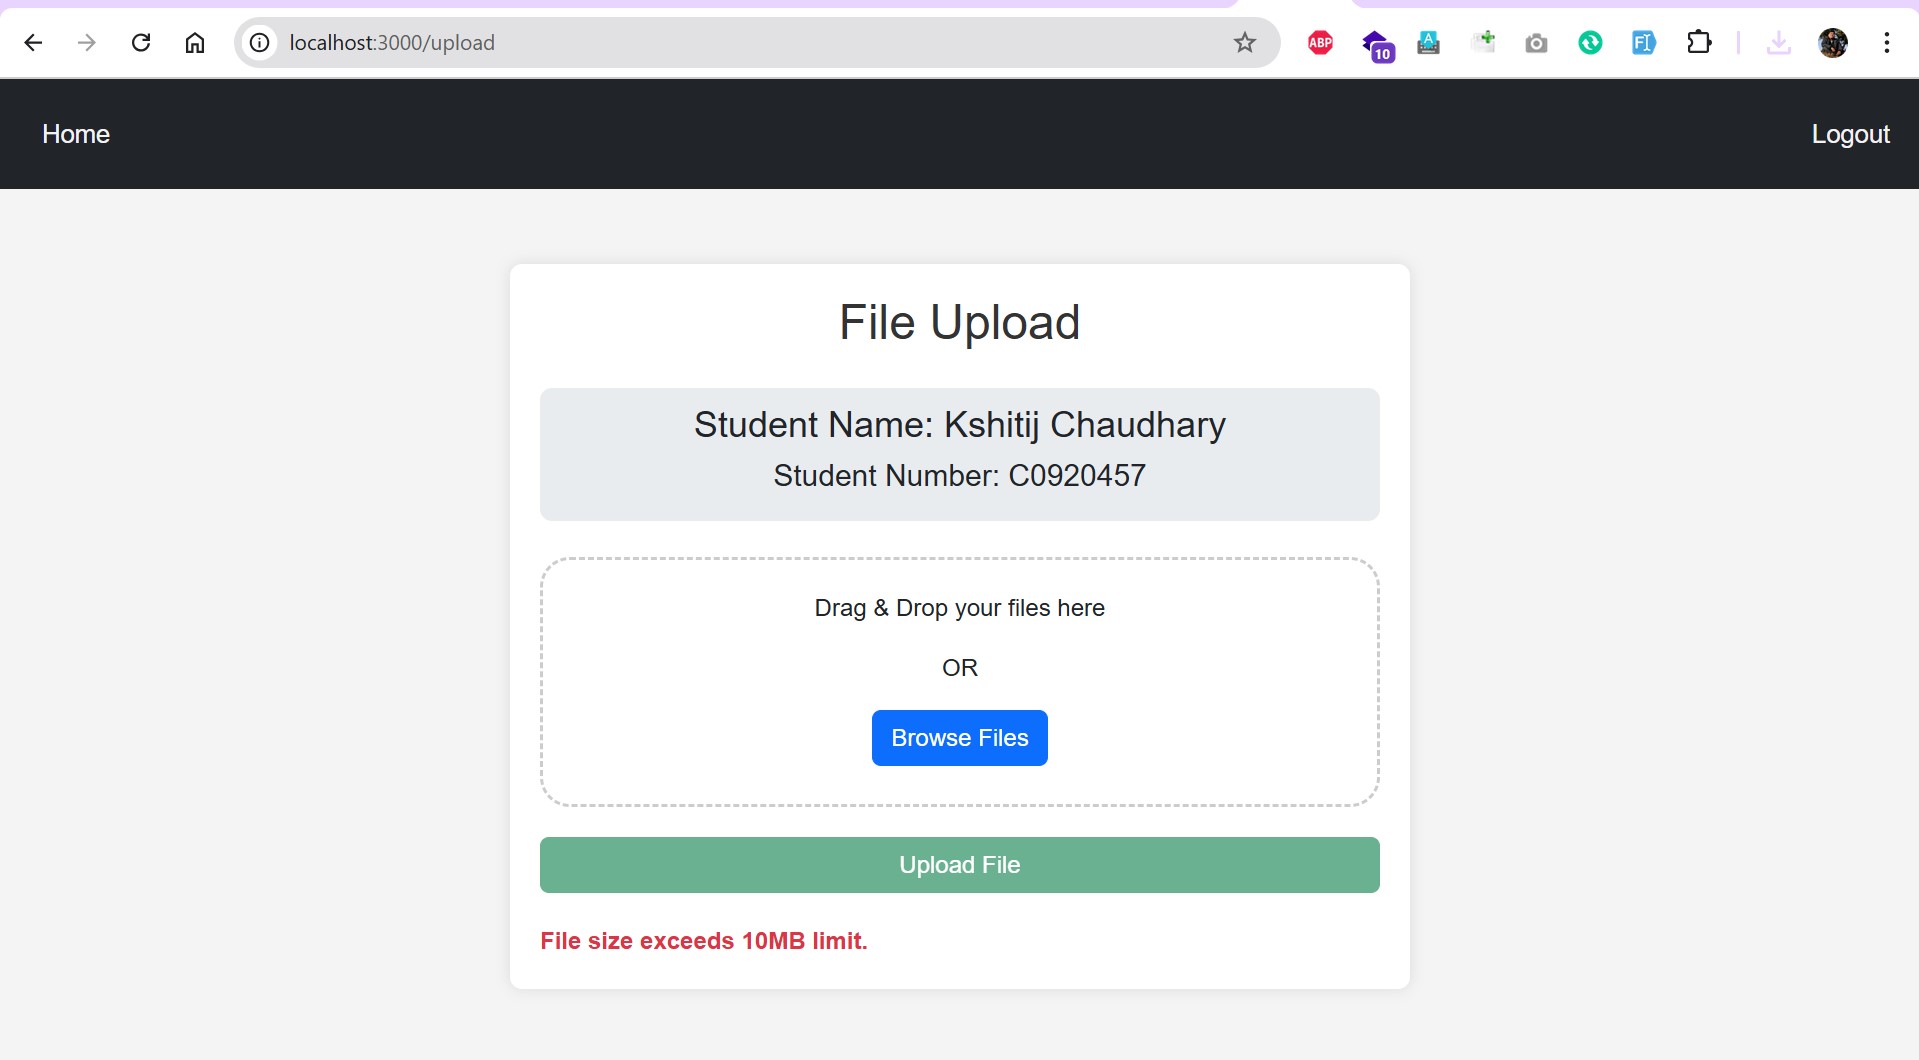 localhost:3000/upload
ABP
10
A
FI
Home
Logout
File Upload
Student Name: Kshitij Chaudhary
Student Number: C0920457
Drag & Drop your files here
OR
Browse Files
Upload File
File size exceeds 10MB limit.